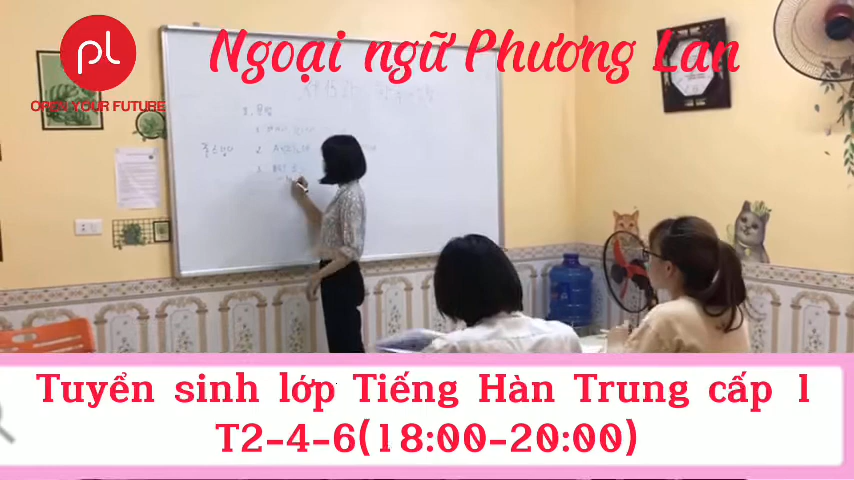 Ngoại ngữ Phương Lan
pl
OPEN YOUR FUTURE
Tuyển sinh lớp Tiếng Hàn Trung cấp 1
T2-4-6(18:00-20:00)